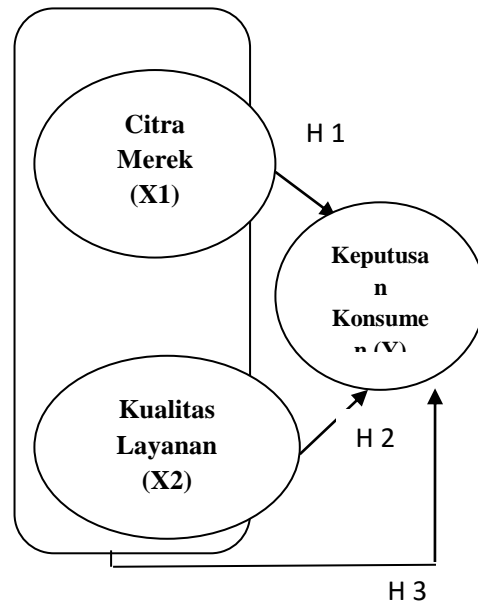 Citra
Merek
(X1)
H 1
Keputusa
n
Konsume
n (Y)
Kualitas
Layanan
(X2)
H 2
H 3